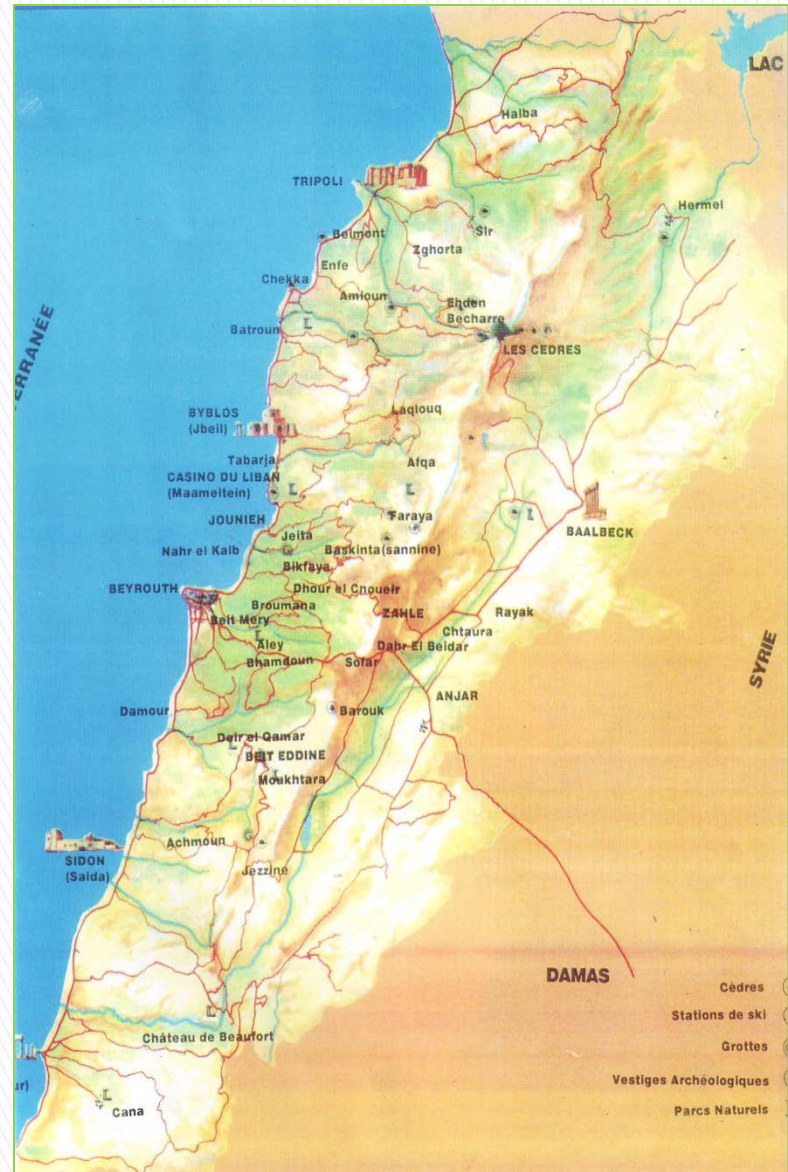 LAC
Halba
TRIPOLI
Hermel
Sir
Belmont
Zghorta
Enfe
Chekka
Amioun
Ehden
Becharre
Batroun
LES CEDRES
ERRANÉE
BYBLOS
(Jbeil)
Laqlouq
Tabarja
Afqa
CASINO DU LIBAN
(Maameltein)
Faraya
JOUNIEH
BAALBECK
Jeita
Nahr el Kalb
Baskinta(sannine)
Bikfaya
BEYROUTH
Dhour el Choueir
Broumana
ZAHLE
Rayak
Beit Mery
Chtaura
Aley
Dahr El Beidar
Bhamdoun
Sofar
SYRIE
ANJAR
Damour
Barouk
Deir el Qamar
BEIT EDDINE
Moukhtara
Achmoun
SIDON
(Saida)
Jezzine
DAMAS
Cèdres
Stations de ski
Château de Beaufort
Grottes
ur)
Vestiges Archéologiques
Cana
Parcs Naturels